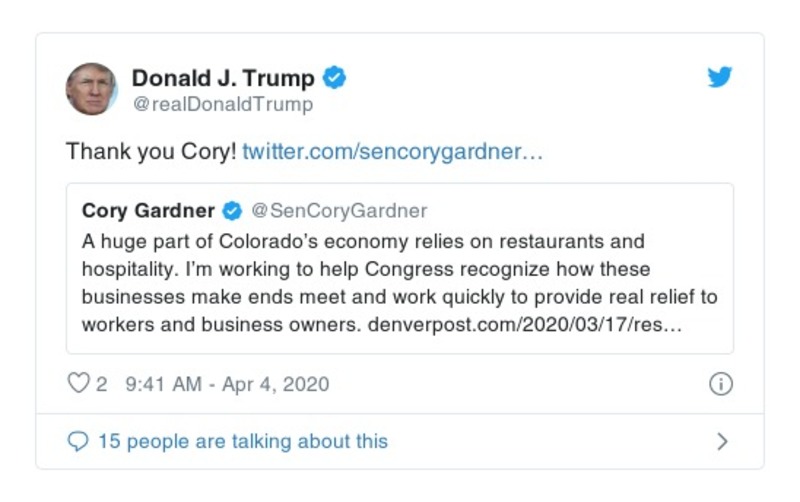 Donald J. Trump
@realDonaldTrump
Thank you Cory! twitter.com/sencorygardner…
Cory Gardner @SenCoryGardner
A huge part of Colorado’s economy relies on restaurants and
hospitality. I’m working to help Congress recognize how these
businesses make ends meet and work quickly to provide real relief to
workers and business owners. denverpost.com/2020/03/17/res…
2 9:41 AM - Apr 4, 2020
15 people are talking about this